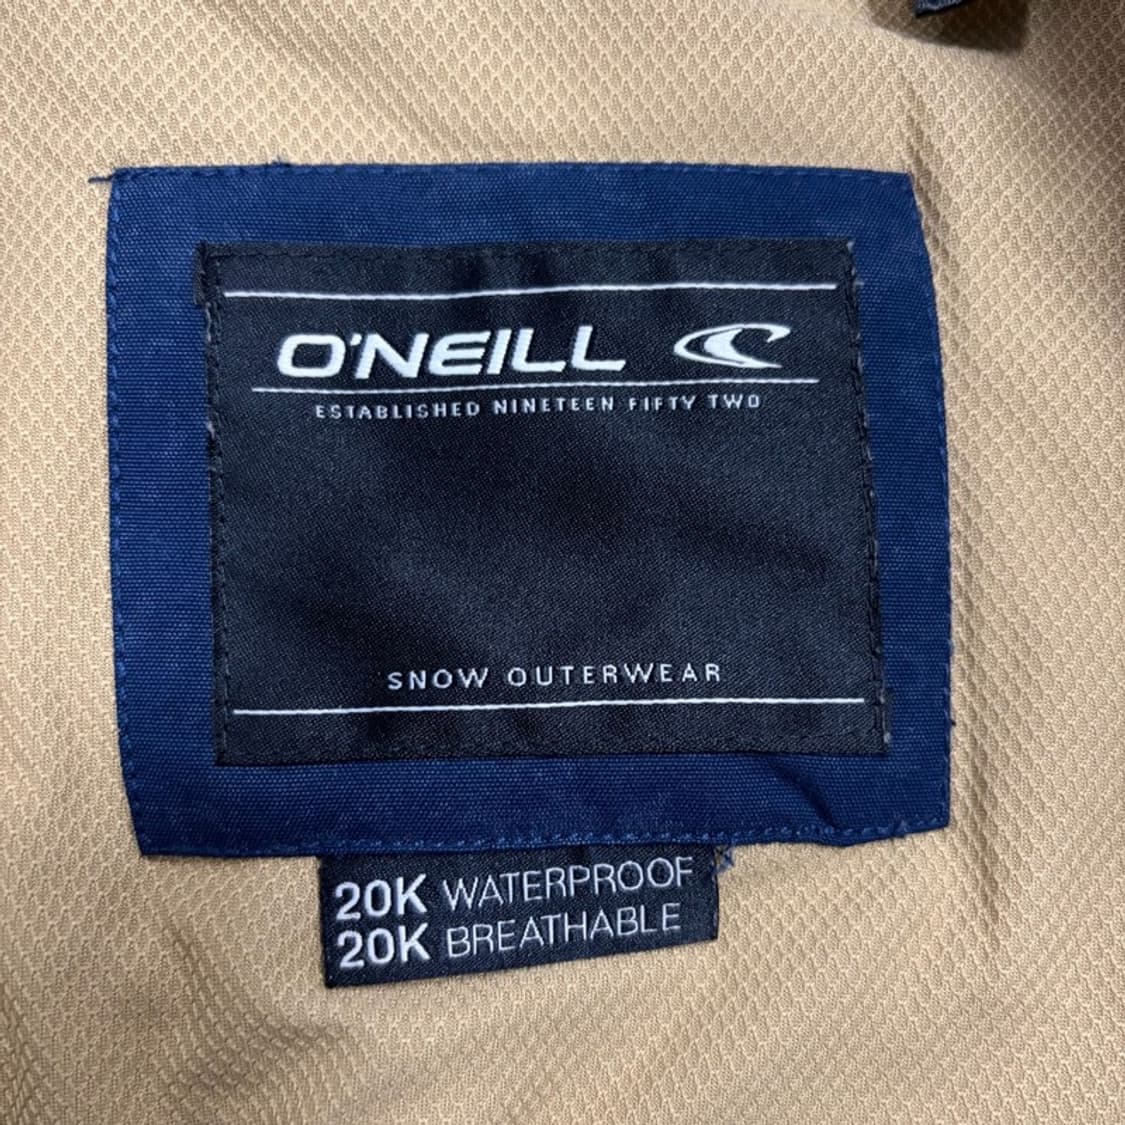 O'NEILL
ESTABLISHED NINETEEN FIFTY TWO
SNOW OUTERWEAR
20K WATERPROOF
20K BREATHABLE